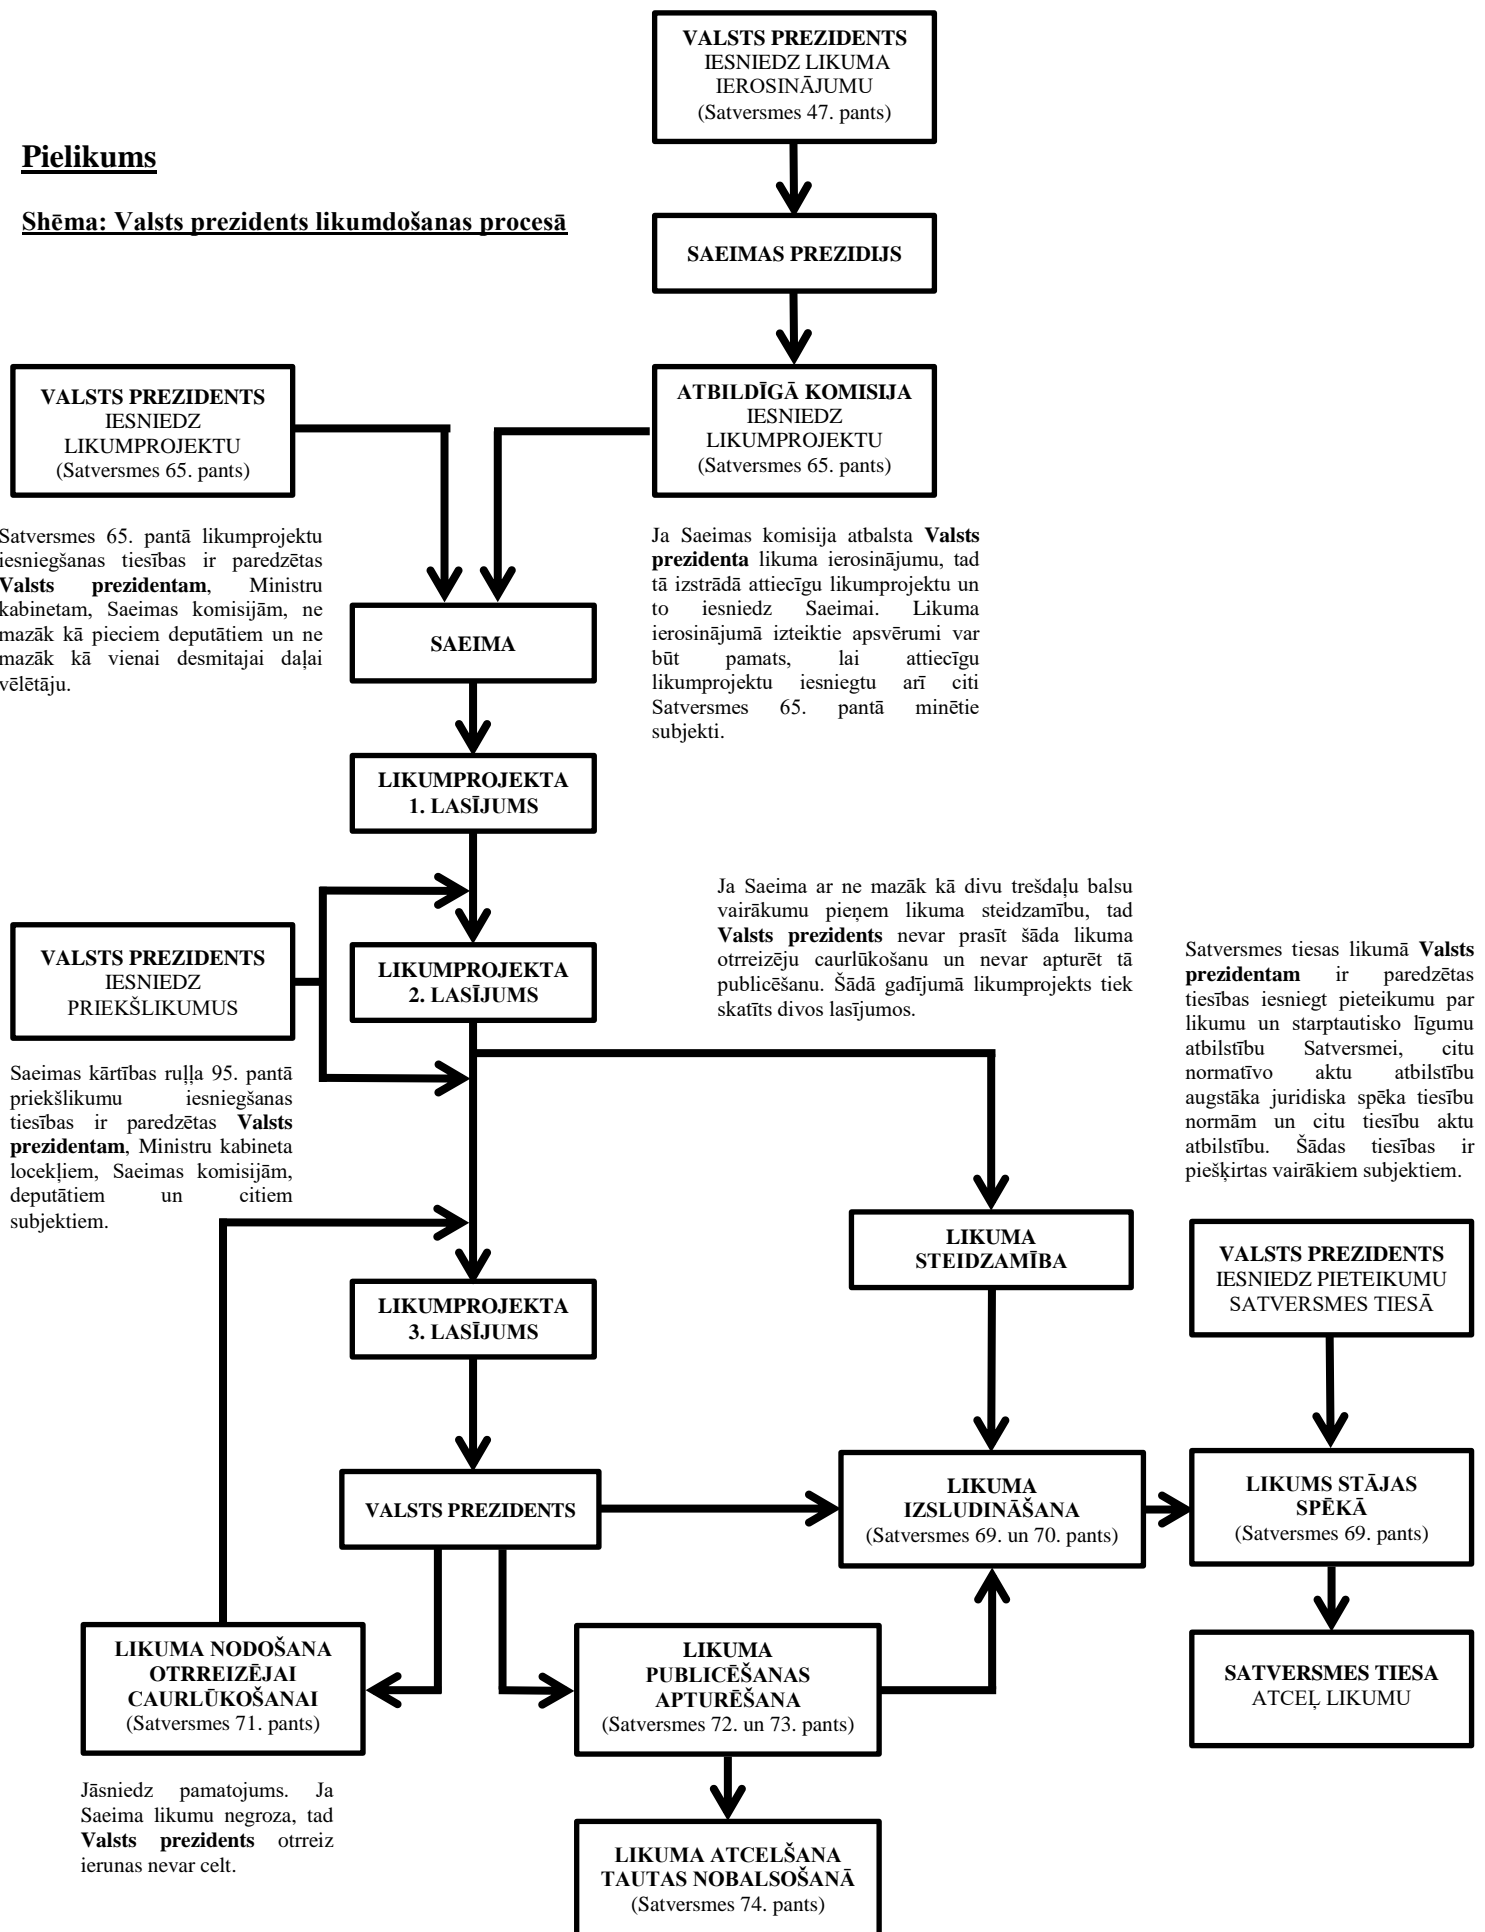 VALSTS PREZIDENTS
IESNIEDZ LIKUMA
IEROSINĀJUMU
(Satversmes 47. pants)
Pielikums
Shēma: Valsts prezidents likumdošanas procesā
SAEIMAS PREZIDIJS
VALSTS PREZIDENTS
IESNIEDZ
LIKUMPROJEKTU
(Satversmes 65. pants)
ATBILDĪGĀ KOMISIJA
IESNIEDZ
LIKUMPROJEKTU
(Satversmes 65. pants)
Satversmes 65. pantā likumprojektu
iesniegšanas tiesības ir paredzētas
Valsts prezidentam, Ministru
kabinetam, Saeimas komisijām, ne
mazāk kā pieciem deputātiem un ne
mazāk kā vienai desmitajai daļai
vēlētāju.
Ja Saeimas komisija atbalsta Valsts
prezidenta likuma ierosinājumu, tad
tā izstrādā attiecīgu likumprojektu un
to iesniedz Saeimai. Likuma
ierosinājumā izteiktie apsvērumi var
būt pamats, lai attiecīgu
likumprojektu iesniegtu arī citi
Satversmes 65. pantā minētie
subjekti.
SAEIMA
LIKUMPROJEKTA
1. LASĪJUMS
Ja Saeima ar ne mazāk kā divu trešdaļu balsu
vairākumu pieņem likuma steidzamību, tad
Valsts prezidents nevar prasīt šāda likuma
otrreizēju caurlūkošanu un nevar apturēt tā
publicēšanu. Šādā gadījumā likumprojekts tiek
skatīts divos lasījumos.
VALSTS PREZIDENTS
IESNIEDZ
PRIEKŠLIKUMUS
LIKUMPROJEKTA
2. LASĪJUMS
Satversmes tiesas likumā Valsts
prezidentam ir paredzētas
tiesības iesniegt pieteikumu par
likumu un starptautisko līgumu
atbilstību Satversmei, citu
normatīvo aktu atbilstību
augstāka juridiska spēka tiesību
normām un citu tiesību aktu
atbilstību. Šādas tiesības ir
piešķirtas vairākiem subjektiem.
Saeimas kārtības ruļļa 95. pantā
priekšlikumu iesniegšanas
tiesības ir paredzētas Valsts
prezidentam, Ministru kabineta
locekļiem, Saeimas komisijām,
deputātiem un citiem
subjektiem.
LIKUMA
STEIDZAMĪBA
VALSTS PREZIDENTS
IESNIEDZ PIETEIKUMU
SATVERSMES TIESĀ
LIKUMPROJEKTA
3. LASĪJUMS
VALSTS PREZIDENTS
LIKUMA
IZSLUDINĀŠANA
(Satversmes 69. un 70. pants)
LIKUMS STĀJAS
SPĒKĀ
(Satversmes 69. pants)
LIKUMA NODOŠANA
OTRREIZĒJAI
CAURLŪKOŠANAI
(Satversmes 71. pants)
LIKUMA
PUBLICĒŠANAS
APTURĒŠANA
(Satversmes 72. un 73. pants)
SATVERSMES TIESA
ATCEĻ LIKUMU
Jāsniedz pamatojums. Ja
Saeima likumu negroza, tad
Valsts prezidents otrreiz
ierunas nevar celt.
LIKUMA ATCELŠANA
TAUTAS NOBALSOŠANĀ
(Satversmes 74. pants)